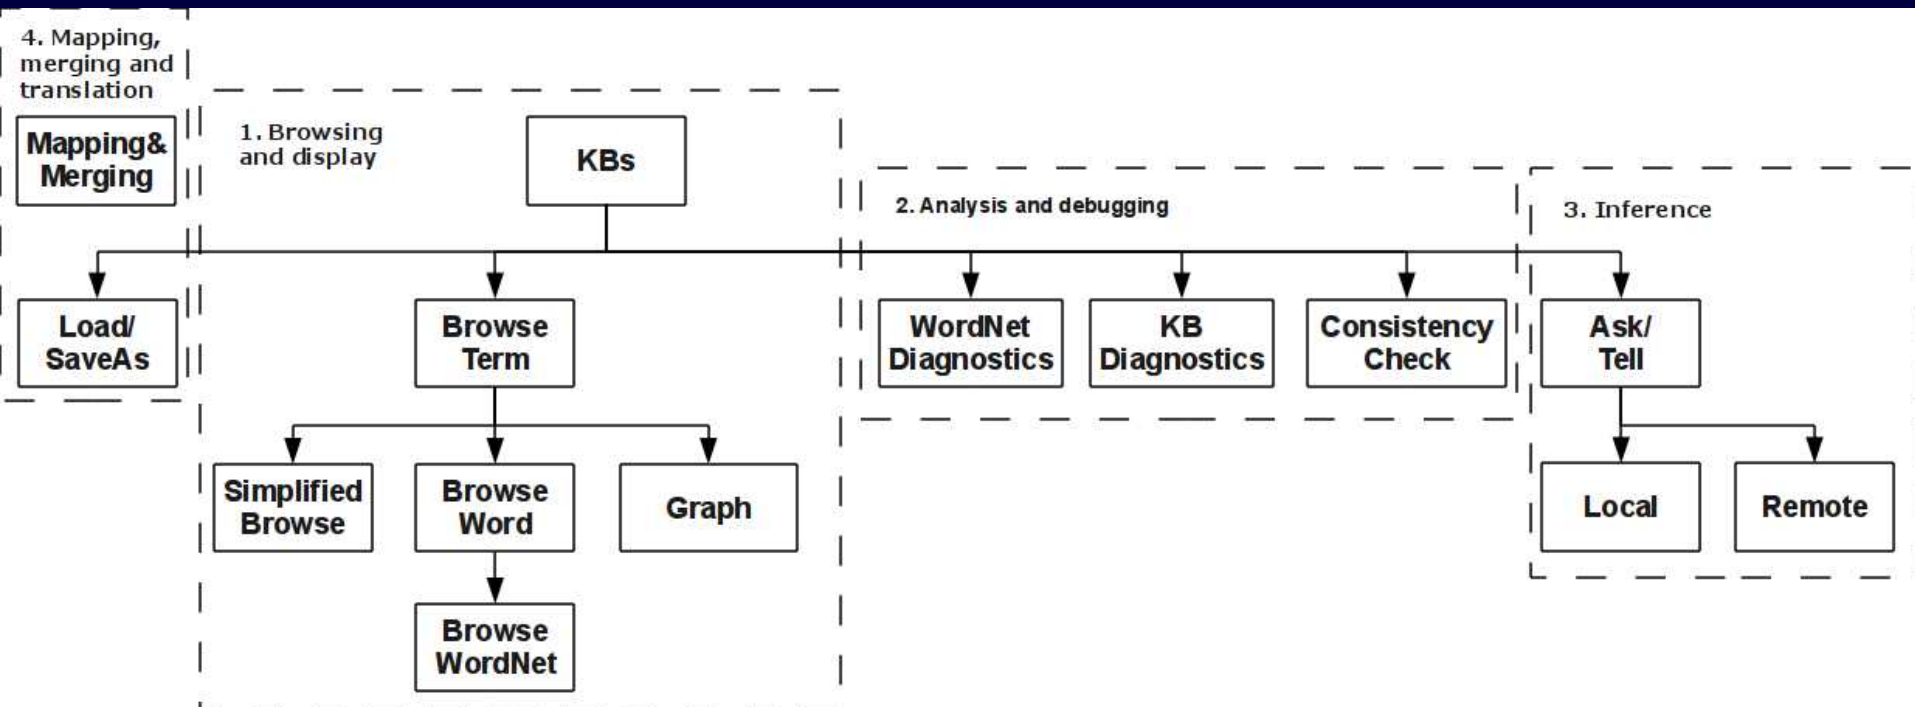 4. Mapping,
merging and
translation
Mapping&
Merging
1. Browsing
and display
KBs
2. Analysis and debugging
3. Inference
Load/
SaveAs
Browse
Term
WordNet
Diagnostics
KB
Diagnostics
Consistency
Check
Ask/
Tell
Simplified
Browse
Browse
Word
Graph
Local
Remote
Browse
WordNet